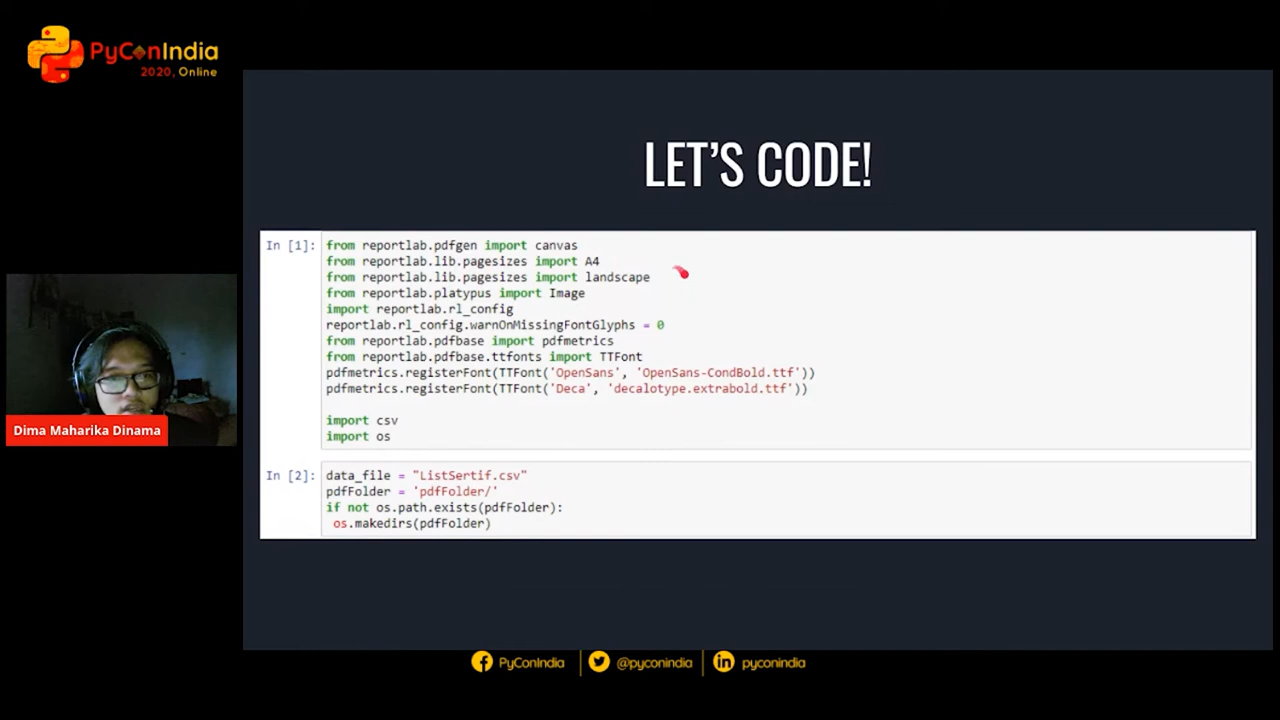 PyConIndia
2020, Online
LET'S CODE!
In [1]:
from reportlab.pdfgen import canvas
from reportlab.lib.pagesizes import A4
from reportlab.lib.pagesizes import landscape
from reportlab.platypus import Image
import reportlab.rl_config
reportlab.rl_config.warnOnMissingFontGlyphs = 0
from reportlab.pdfbase import pdfmetrics
from reportlab.pdfbase.ttfonts import TTFont
pdfmetrics.registerFont(TTFont('OpenSans', 'OpenSans-CondBold.ttf'))
pdfmetrics.registerFont(TTFont('Deca', 'decalotype.extrabold.ttf'))
import csv
import os
In [2]:
data_file = "ListSertif.csv"
pdfFolder = 'pdfFolder/'
if not os.path.exists(pdfFolder):
os.makedirs(pdfFolder)
Dima Maharika Dinama
PyConIndia
@pyconindia
pyconindia